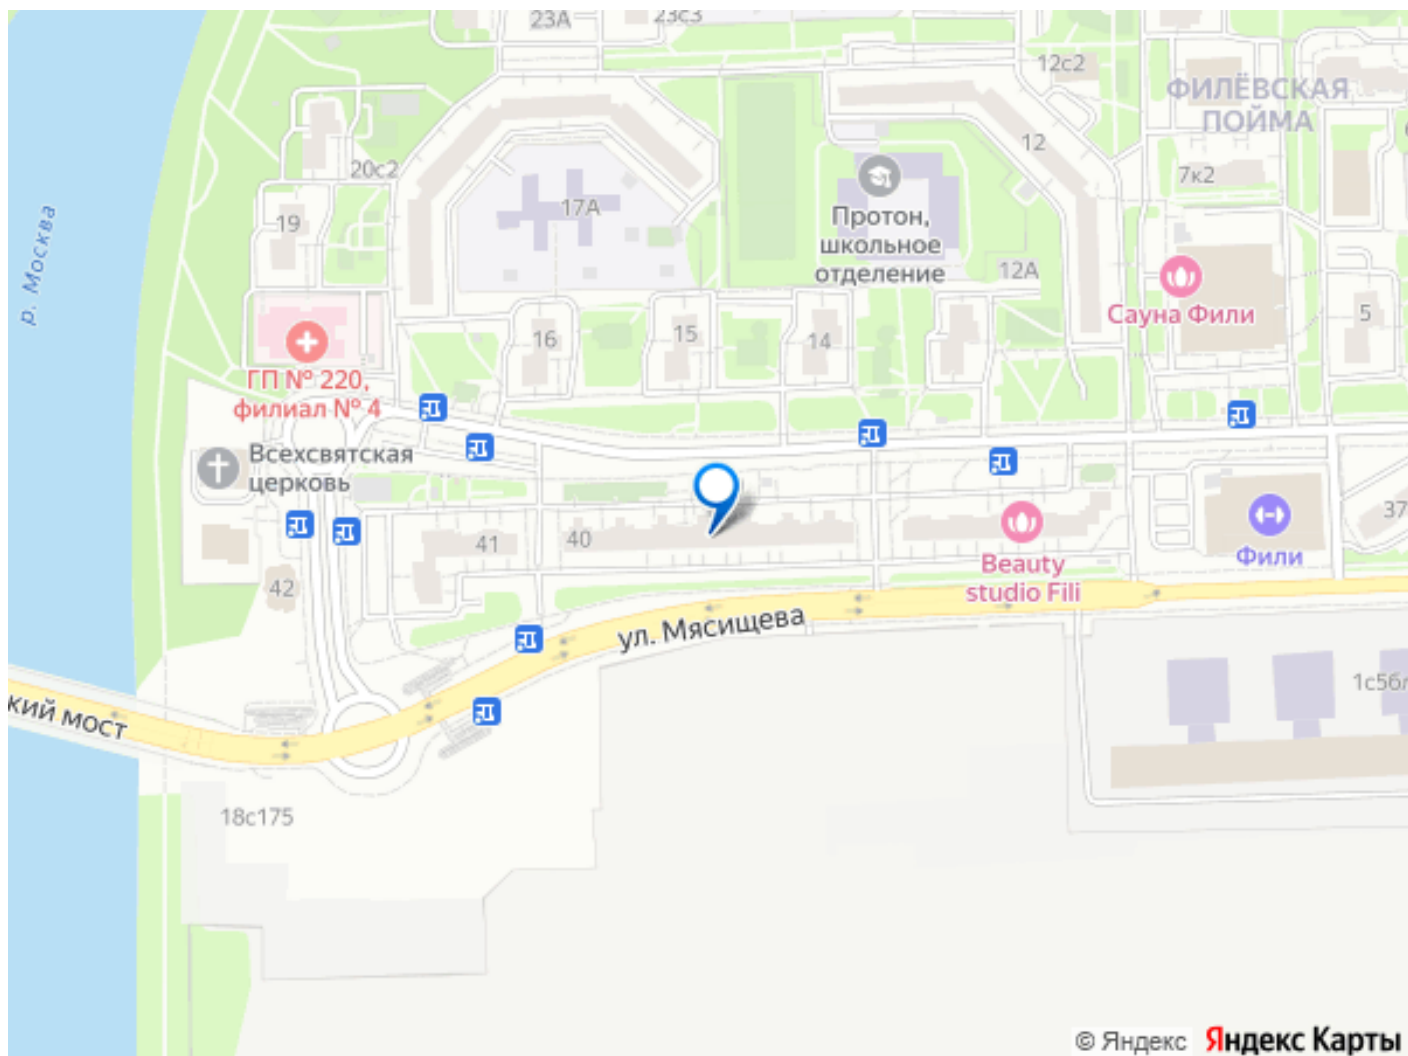 23А
23с3
12с2
ФИЛЁВСКАЯ
ПОЙМА
12
20с2
7к2
17А
19
Протон,
школьное
отделение
р. Москва
12А
Сауна Фили
5
16
15
14
ГП № 220,
филиал № 4
Всехсвятская
церковь
41
40
Beauty
studio Fili
Фили
37
42
ул. Мясищева
кий мост
1с56л
18с175
© Яндекс
Яндекс Карты